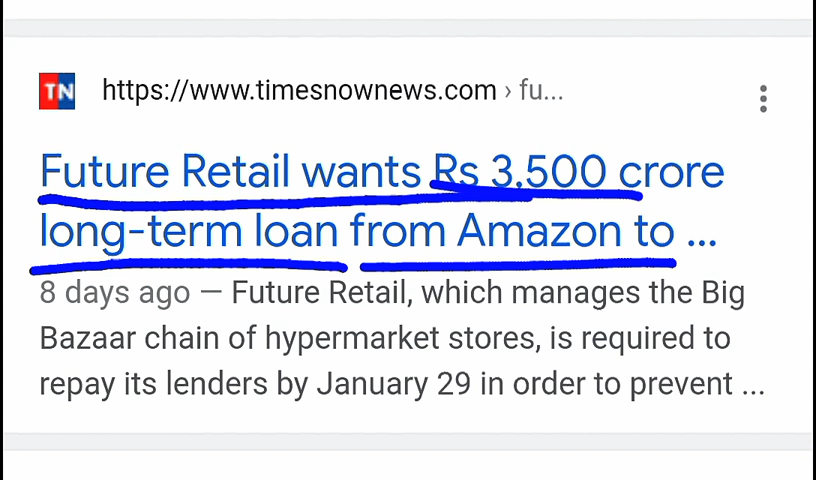 TN
https://www.timesnownews.com › fu...
Future Retail wants Rs 3,500 crore
long-term loan from Amazon to ...
8 days ago — Future Retail, which manages the Big
Bazaar chain of hypermarket stores, is required to
repay its lenders by January 29 in order to prevent ...